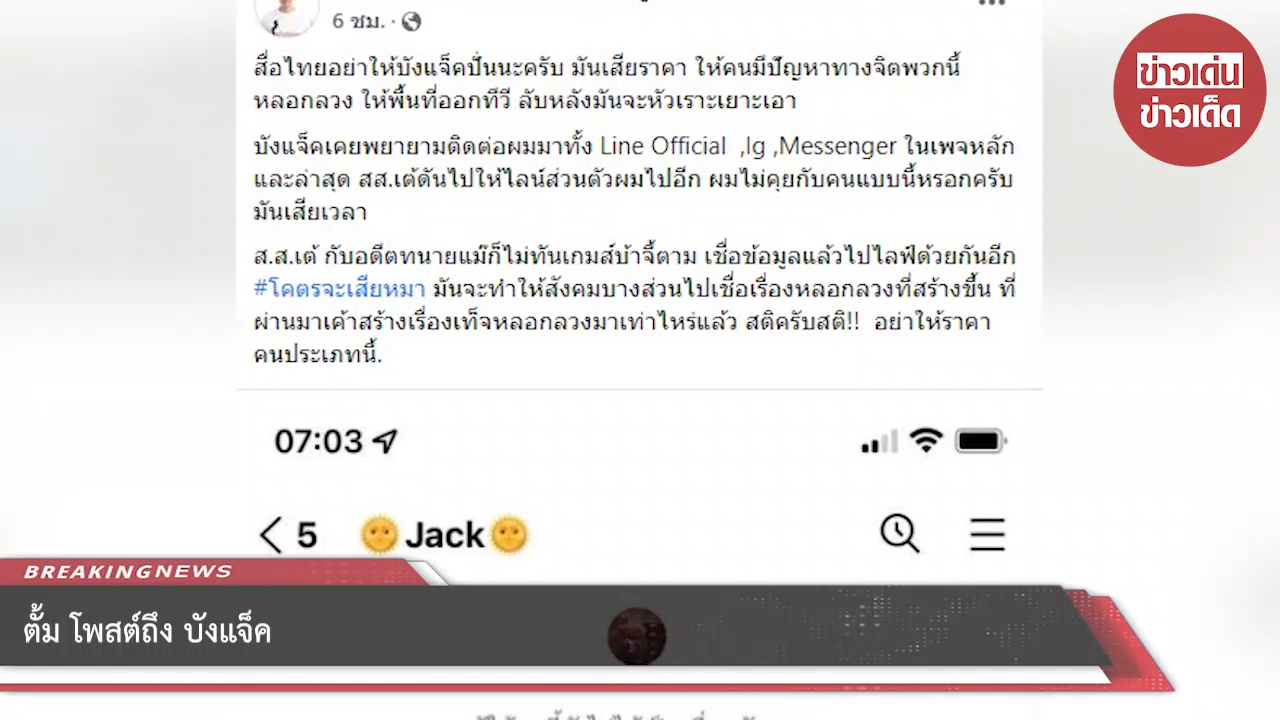 6 ชม. ·
ข่าวเด่น
ข่าวเด็ด
สื่อไทยอย่าให้บังแจ็คปั่นนะครับ มันเสียราคา ให้คนมีปัญหาทางจิตพวกนี้
หลอกลวง ให้พื้นที่ออกทีวี ลับหลังมันจะหัวเราะเยาะเอา
บังแจ็คเคยพยายามติดต่อผมมาทั้ง Line Official ,Ig ,Messenger ในเพจหลัก
และล่าสุด สส.เต้ดันไปให้ไลน์ส่วนตัวผมไปอีก ผมไม่คุยกับคนแบบนี้หรอกครับ
มันเสียเวลา
ส.ส.เต้ กับอดีตทนายแม๊ก็ไม่ทันเกมส์บ้าจี้ตาม เชื่อข้อมูลแล้วไปไลฟ์ด้วยกันอีก
#โคตรจะเสียหมา มันจะทำให้สังคมบางส่วนไปเชื่อเรื่องหลอกลวงที่สร้างขึ้น ที่
ผ่านมาเค้าสร้างเรื่องเท็จหลอกลวงมาเท่าไหร่แล้ว สติครับสติ!! อย่าให้ราคา
คนประเภทนี้.
07:03
5 🌞Jack🌞
BREAKING NEWS
ตั้ม โพสต์ถึง บังแจ็ค